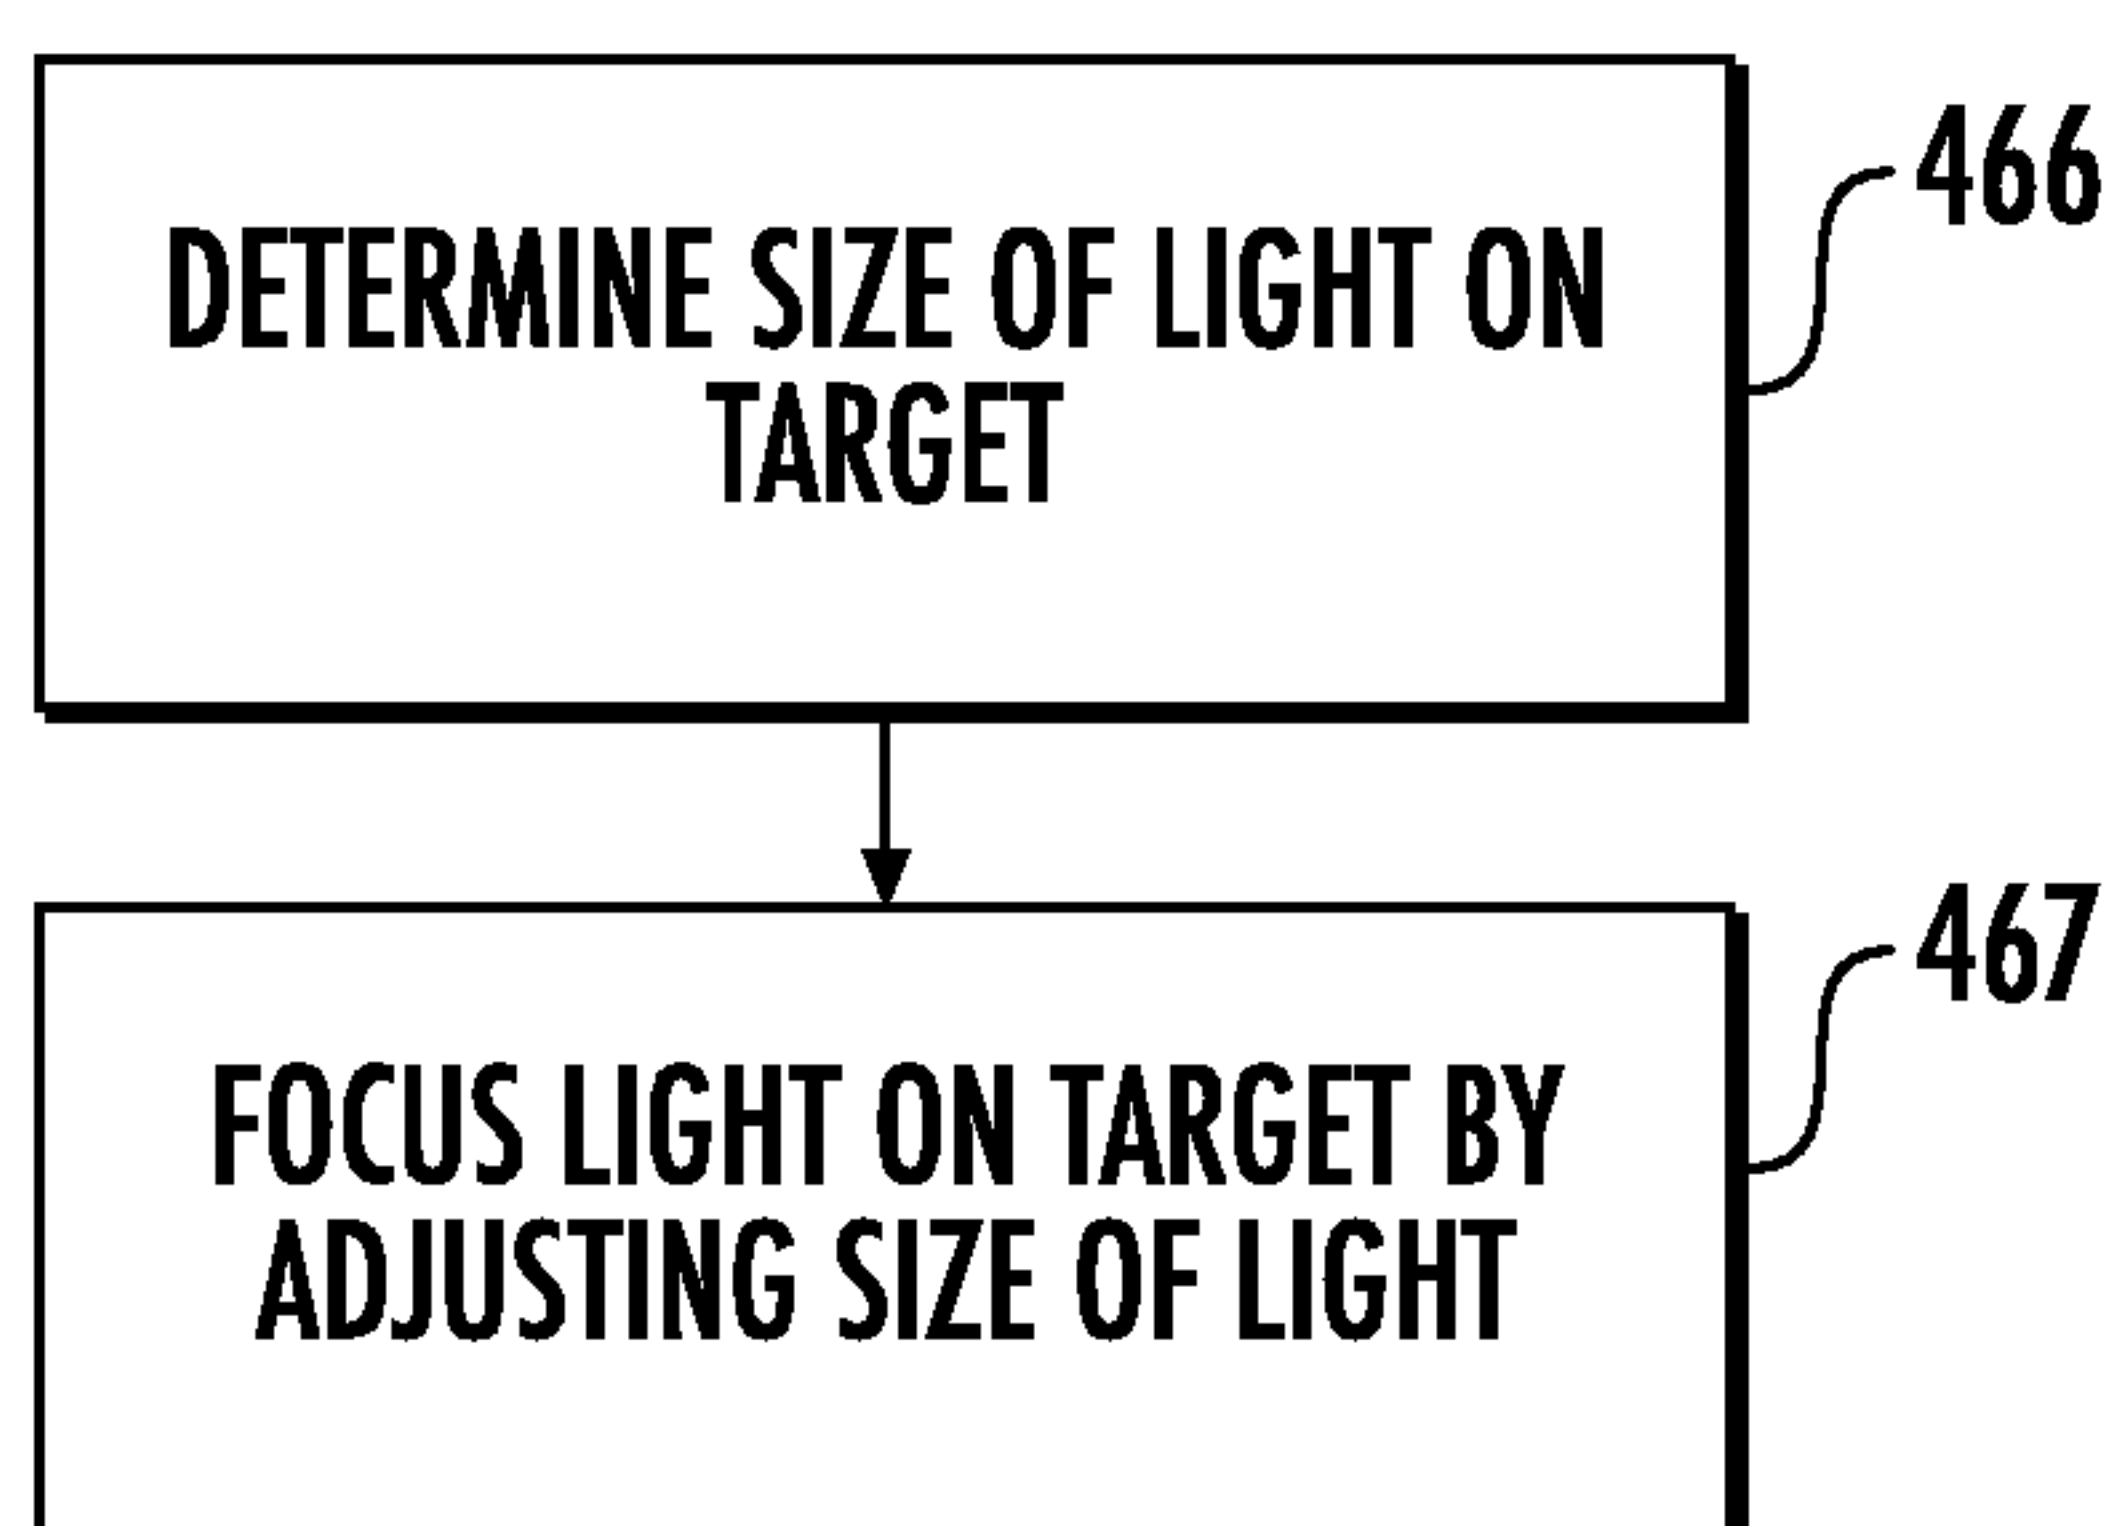 466
DETERMINE SIZE OF LIGHT ON
TARGET
467
FOCUS LIGHT ON TARGET BY
ADJUSTING SIZE OF LIGHT